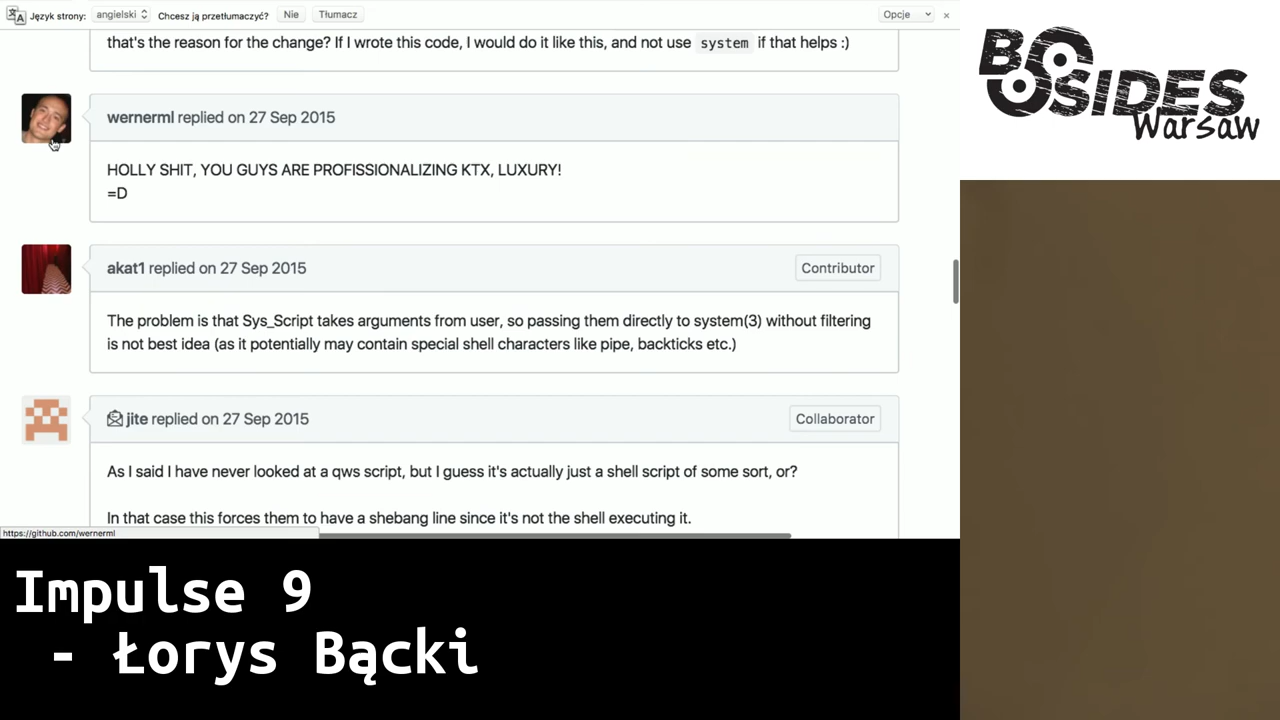 Język strony: angielski Chcesz ją przetłumaczyć? Nie Tłumacz Opcje ×
that's the reason for the change? If I wrote this code, I would do it like this, and not use system if that helps :)
wernerml replied on 27 Sep 2015
HOLLY SHIT, YOU GUYS ARE PROFISSIONALIZING KTX, LUXURY!
=D
akat1 replied on 27 Sep 2015 Contributor
The problem is that Sys_Script takes arguments from user, so passing them directly to system(3) without filtering
is not best idea (as it potentially may contain special shell characters like pipe, backticks etc.)
jite replied on 27 Sep 2015 Collaborator
As I said I have never looked at a qws script, but I guess it's actually just a shell script of some sort, or?
In that case this forces them to have a shebang line since it's not the shell executing it.
https://github.com/wernerml
BSIDES
Warsaw
Impulse 9
- Łorys Bącki